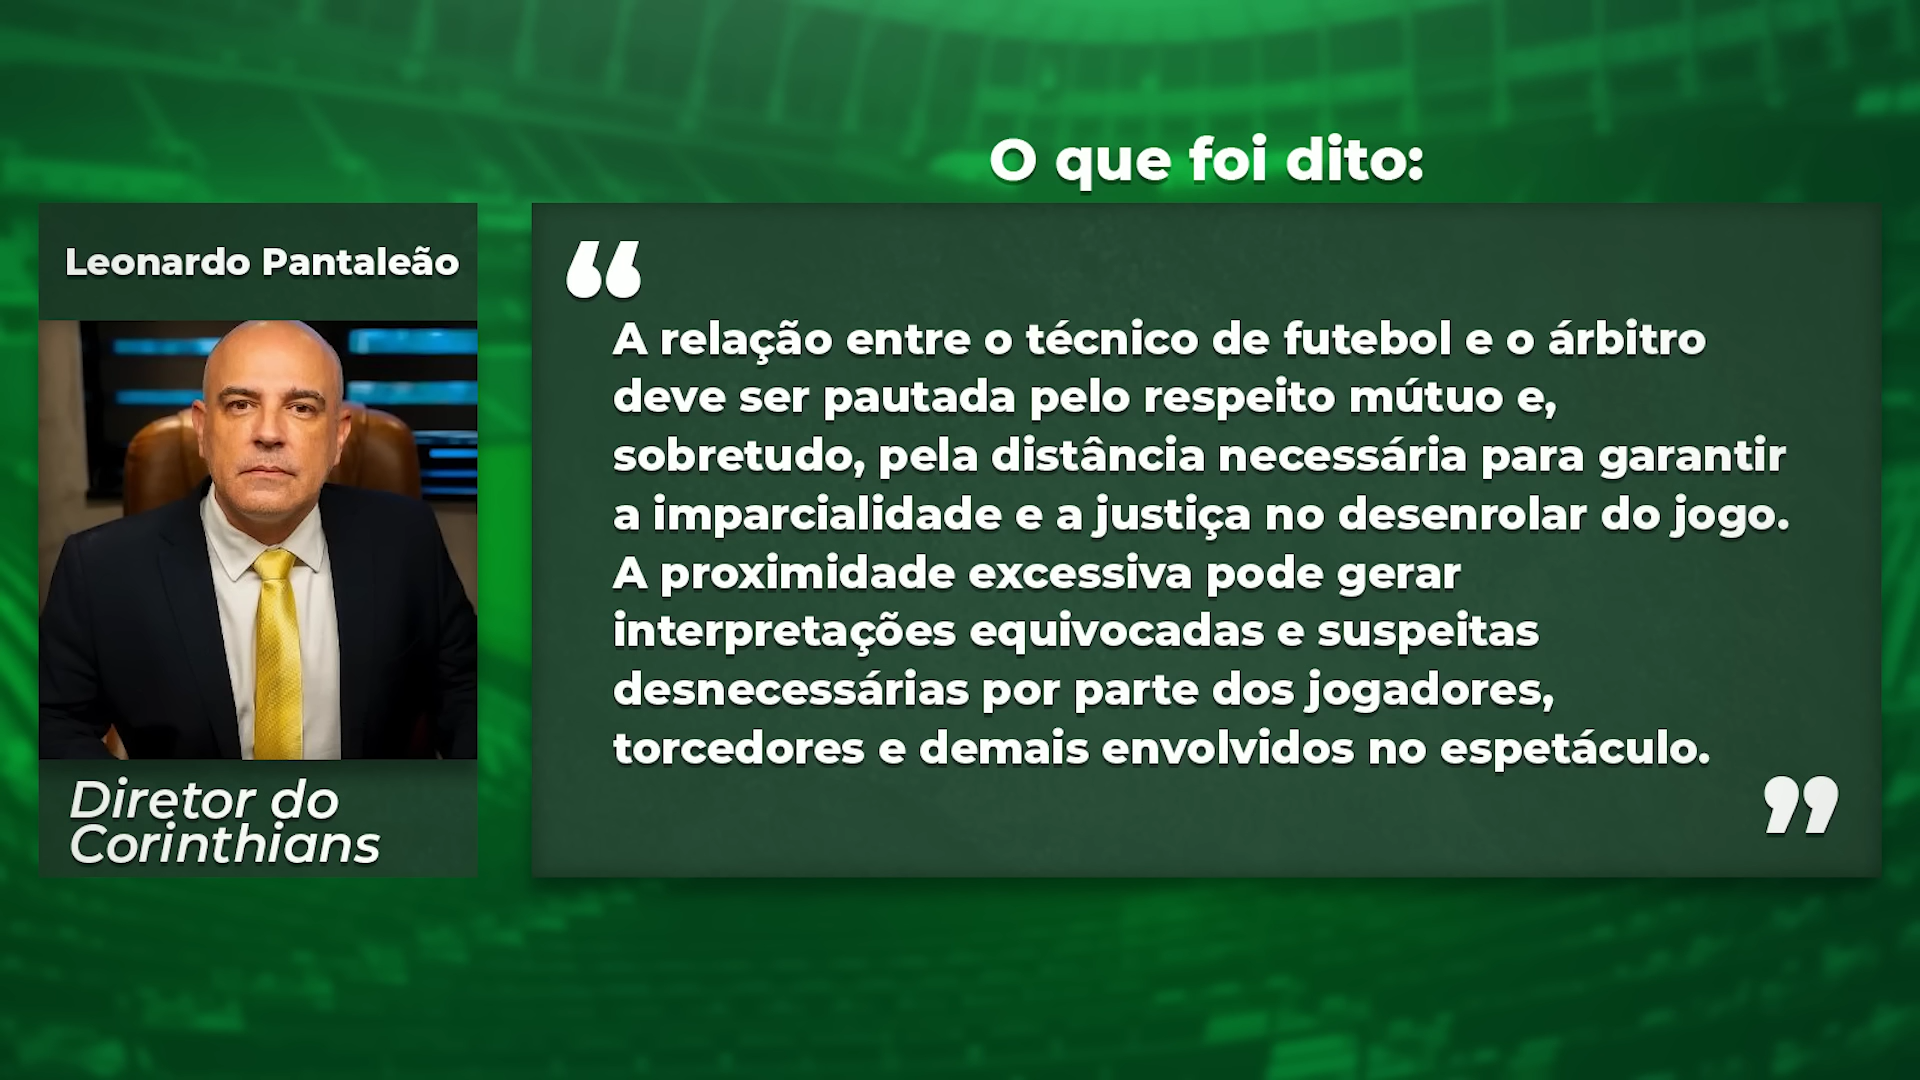 O que foi dito:
Leonardo Pantaleão
“
A relação entre o técnico de futebol e o árbitro
deve ser pautada pelo respeito mútuo e,
sobretudo, pela distância necessária para garantir
a imparcialidade e a justiça no desenrolar do jogo.
A proximidade excessiva pode gerar
interpretações equivocadas e suspeitas
desnecessárias por parte dos jogadores,
torcedores e demais envolvidos no espetáculo.
”
Diretor do
Corinthians